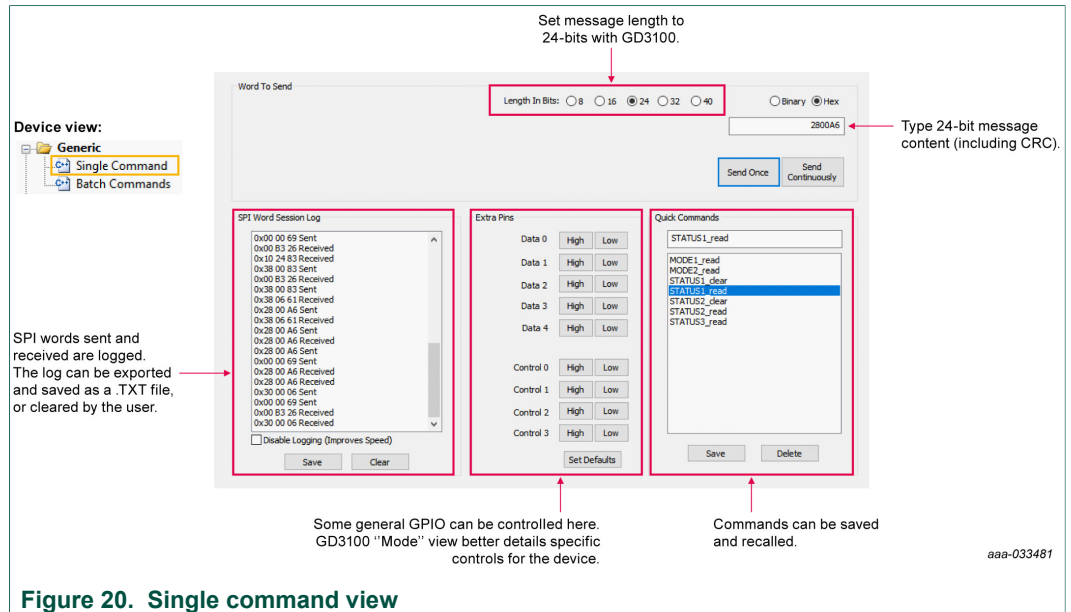 Set message length to
24-bits with GD3100.
Word To Send
Length In Bits: 8 16 24 32 40
Binary Hex
2800A6
Type 24-bit message
content (including CRC).
Send Once
Send
Continuously
Device view:
Generic
Single Command
Batch Commands
SPI Word Session Log
0x00 00 69 Sent
0x00 B3 26 Received
0x10 24 83 Received
0x38 00 83 Sent
0x00 B3 26 Received
0x38 00 83 Sent
0x38 06 61 Received
0x28 00 A6 Sent
0x38 06 61 Received
0x28 00 A6 Sent
0x28 00 A6 Received
0x28 00 A6 Sent
0x00 00 69 Sent
0x28 00 A6 Received
0x28 00 A6 Received
0x30 00 06 Sent
0x00 00 69 Sent
0x00 B3 26 Received
0x30 00 06 Received
Disable Logging (Improves Speed)
Save Clear
SPI words sent and
received are logged.
The log can be exported
and saved as a .TXT file,
or cleared by the user.
Extra Pins
Data 0 High Low
Data 1 High Low
Data 2 High Low
Data 3 High Low
Data 4 High Low
Control 0 High Low
Control 1 High Low
Control 2 High Low
Control 3 High Low
Set Defaults
Quick Commands
STATUS1_read
MODE1_read
MODE2_read
STATUS1_clear
STATUS1_read
STATUS2_clear
STATUS2_read
STATUS3_read
Save Delete
Some general GPIO can be controlled here.
GD3100 ‘‘Mode’’ view better details specific
controls for the device.
Commands can be saved
and recalled.
aaa-033481
Figure 20. Single command view